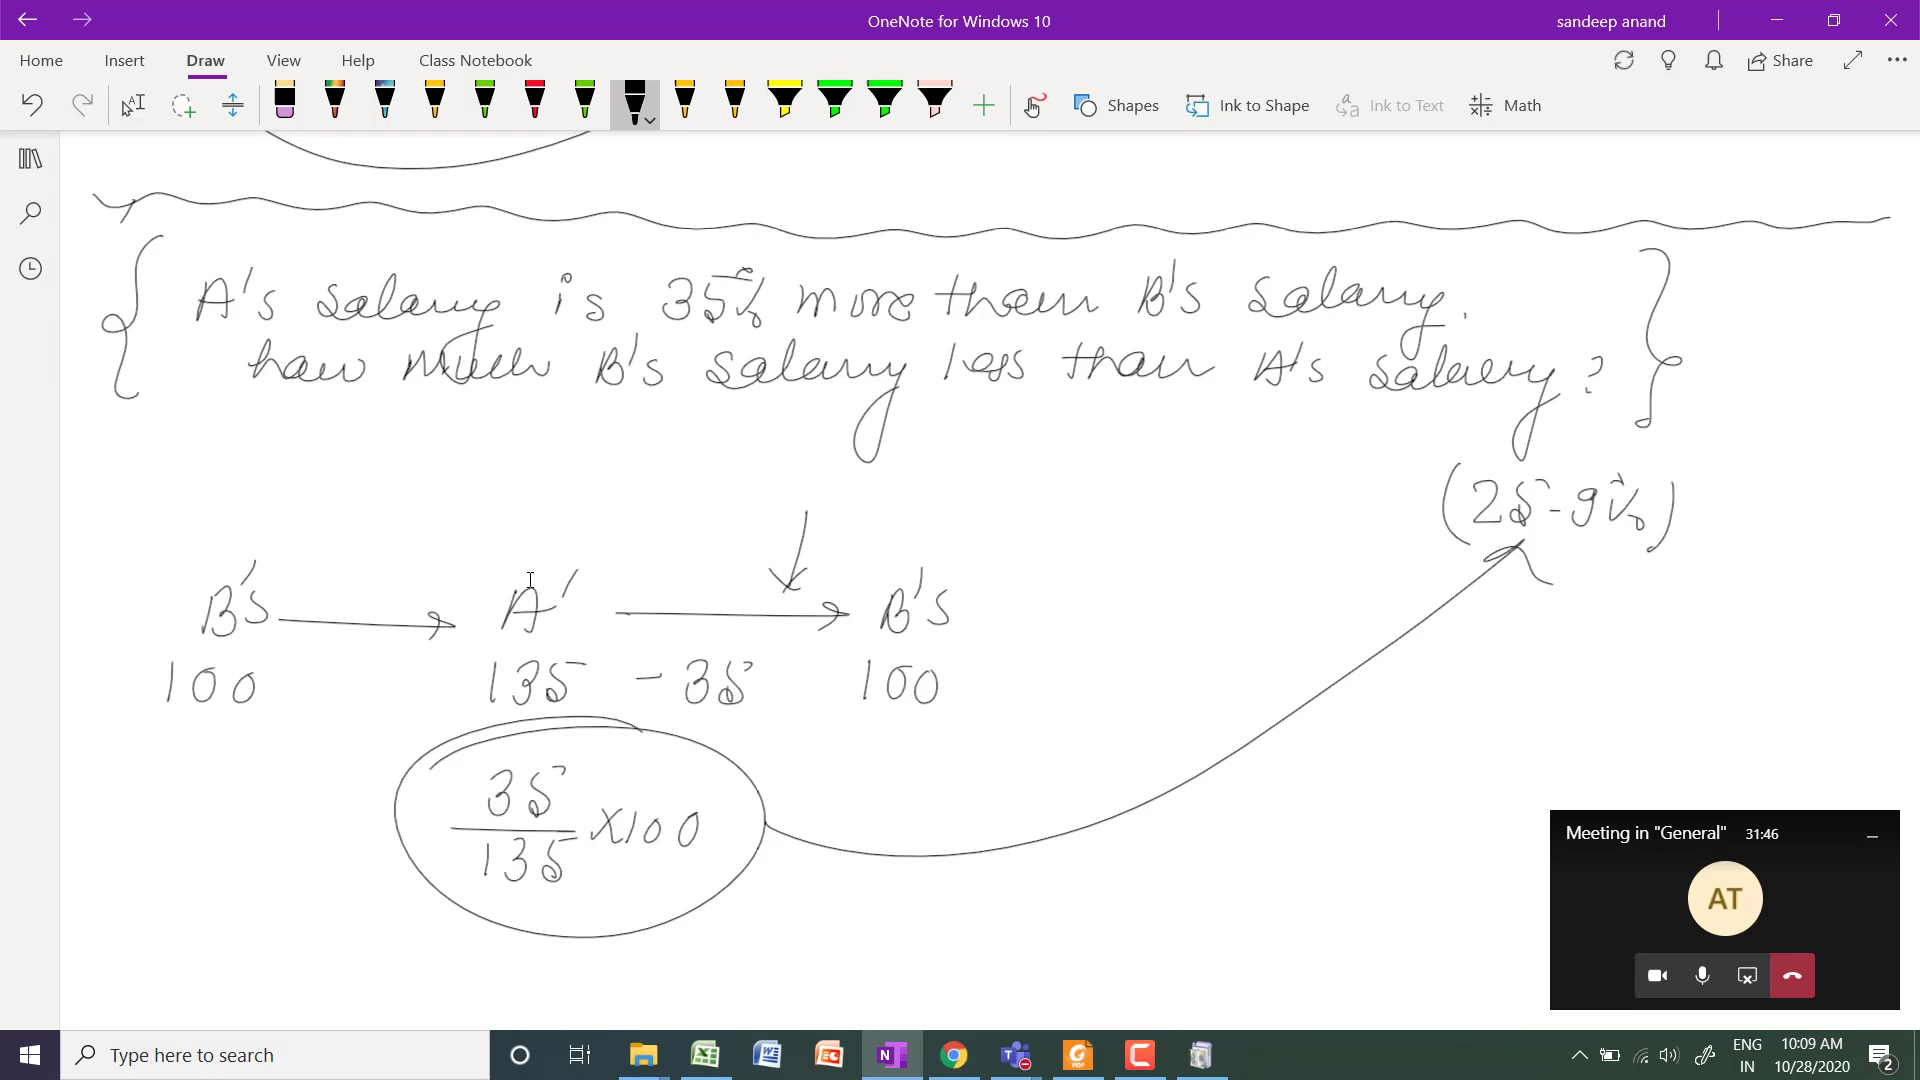 OneNote for Windows 10
sandeep anand
Home Insert Draw View Help Class Notebook
Share
Shapes Ink to Shape Ink to Text Math
A's salary is 35% more than B's salary.
how much B's salary less than A's salary?
(25-9%)
B's A' B's
100 135 - 35 100
35
135
X100
Meeting in "General" 31:46
AT
Type here to search
ENG
IN
10:09 AM
10/28/2020
2